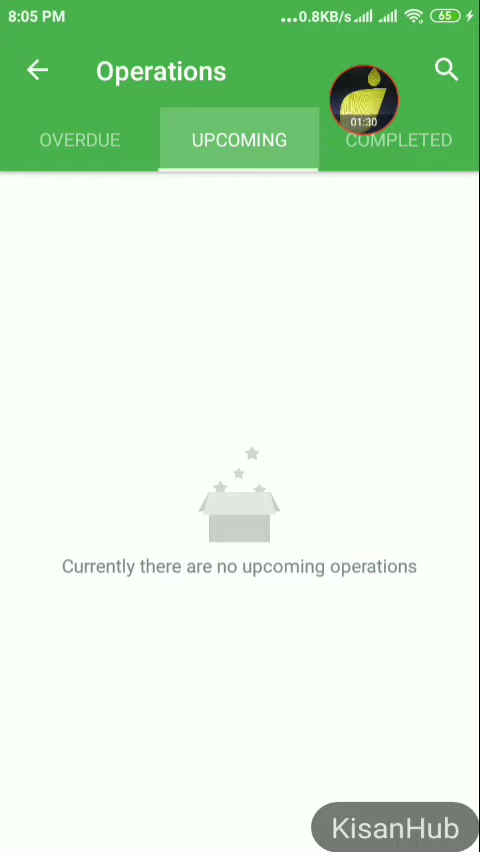 8:05 PM
...0.8KB/s
65
Operations
01:30
OVERDUE
UPCOMING
COMPLETED
Currently there are no upcoming operations
KisanHub